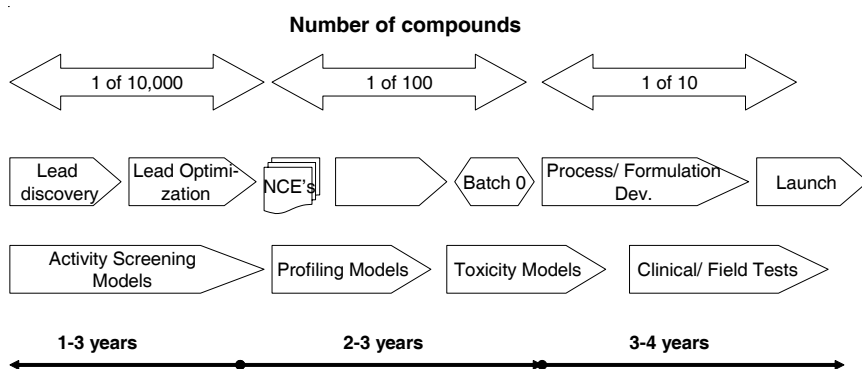 Number of compounds
1 of 10,000
1 of 100
1 of 10
Lead
discovery
Lead Optimi-
zation
NCE's
Batch 0
Process/ Formulation
Dev.
Launch
Activity Screening
Models
Profiling Models
Toxicity Models
Clinical/ Field Tests
1-3 years
2-3 years
3-4 years